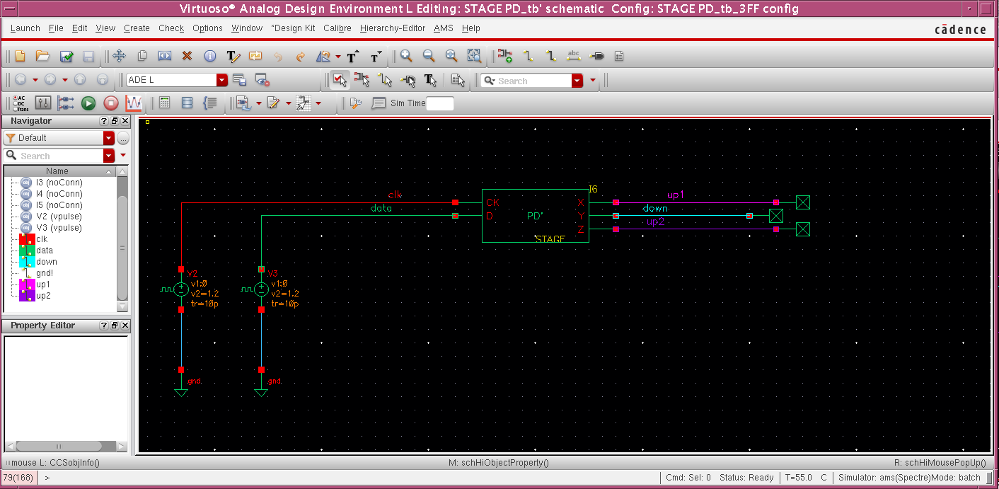 Virtuoso® Analog Design Environment L Editing: STAGE PD_tb' schematic Config: STAGE PD_tb_3FF config
Launch File Edit View Create Check Options Window *Design Kit Calibre Hierarchy-Editor AMS Help
cādence
T T T abc
ADE L T Search
AC
DC
Trans
Sim Time
Navigator
Default
Search
Name
I3 (noConn)
I4 (noConn)
I5 (noConn)
V2 (vpulse)
V3 (vpulse)
clk
data
down
gnd!
up1
up2
Property Editor
I6
clk
up1
CK
X
data
down
D
PD'
Y
up2
Z
STAGE
V2
v1:0
v2=1.2
tr=10p
V3
v1:0
v2=1.2
tr=10p
gnd
gnd
mouse L: CCSobjInfo() M: schHiObjectProperty() R: schHiMousePopUp()
79(168) > Cmd: Sel: 0 Status: Ready T=55.0 C Simulator: ams(Spectre)Mode: batch